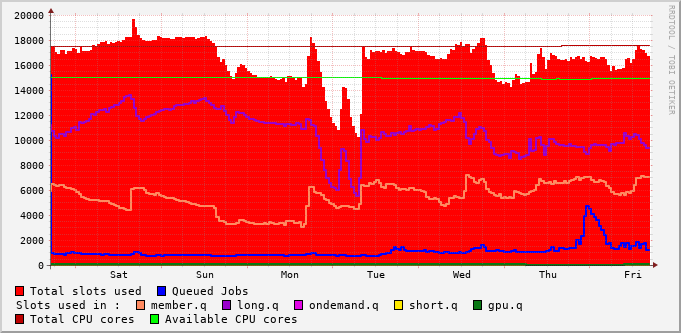 20000
18000
16000
14000
12000
10000
8000
6000
4000
2000
0
Sat Sun Mon Tue Wed Thu Fri
Total slots used Queued Jobs
Slots used in : member.q long.q ondemand.q short.q gpu.q
Total CPU cores Available CPU cores
RRDTOOL / TOBI OETIKER